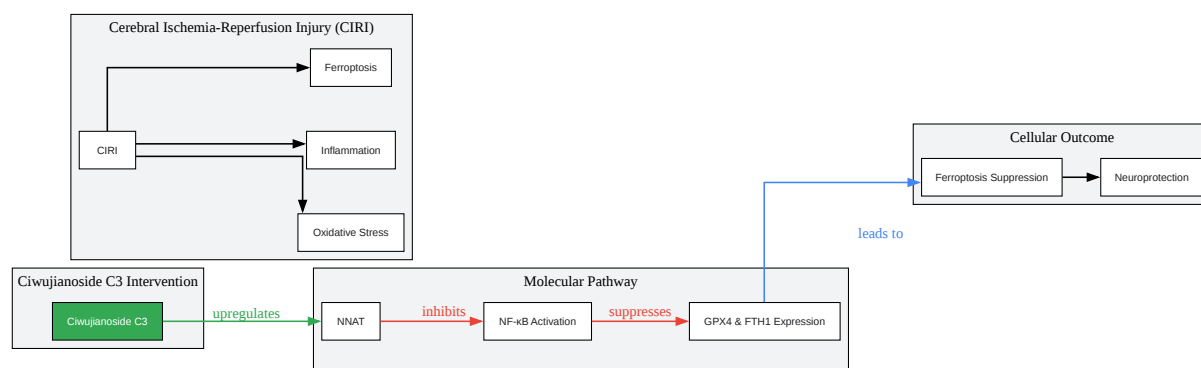 Cerebral Ischemia-Reperfusion Injury (CIRI)
Ferroptosis
CIRI
Inflammation
Oxidative Stress
Cellular Outcome
Ferroptosis Suppression
Neuroprotection
leads to
Ciwujianoside C3 Intervention
Ciwujianoside C3
upregulates
Molecular Pathway
NNAT
inhibits
NF-κB Activation
suppresses
GPX4 & FTH1 Expression